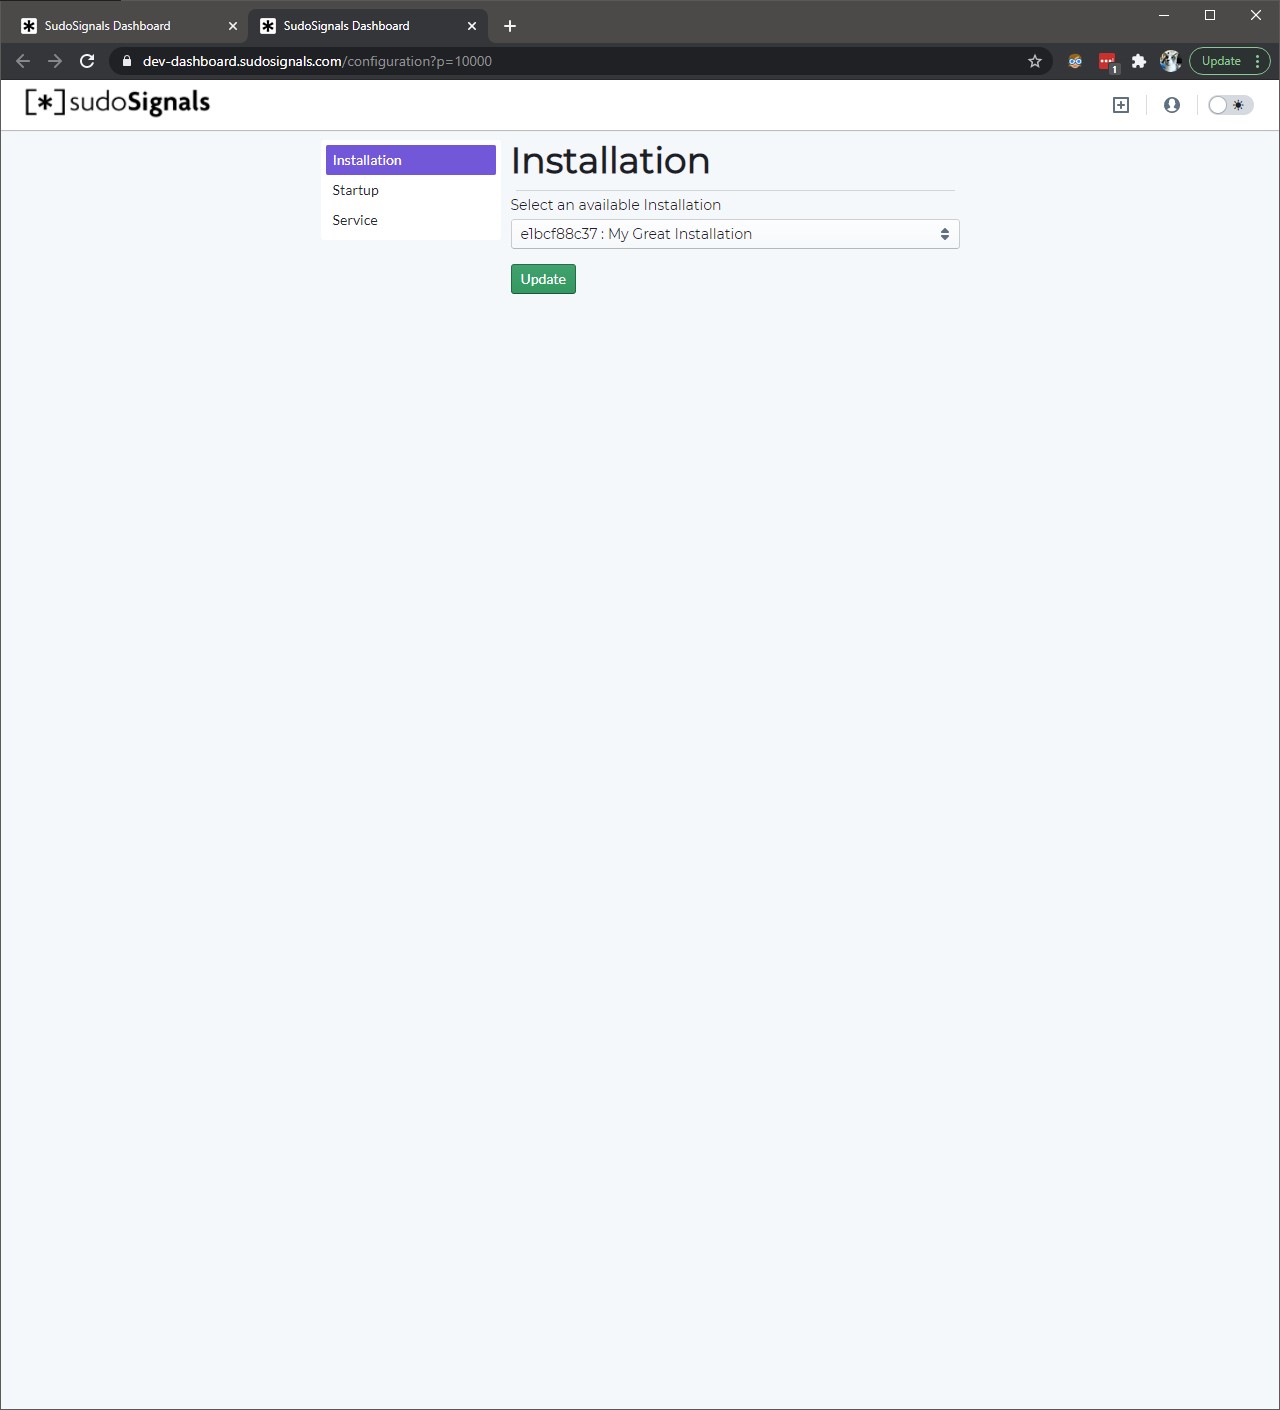 SudoSignals Dashboard
SudoSignals Dashboard
dev-dashboard.sudosignals.com/configuration?p=10000
1
Update
[*]sudoSignals
Installation
Startup
Service
Installation
Select an available Installation
e1bcf88c37 : My Great Installation
Update